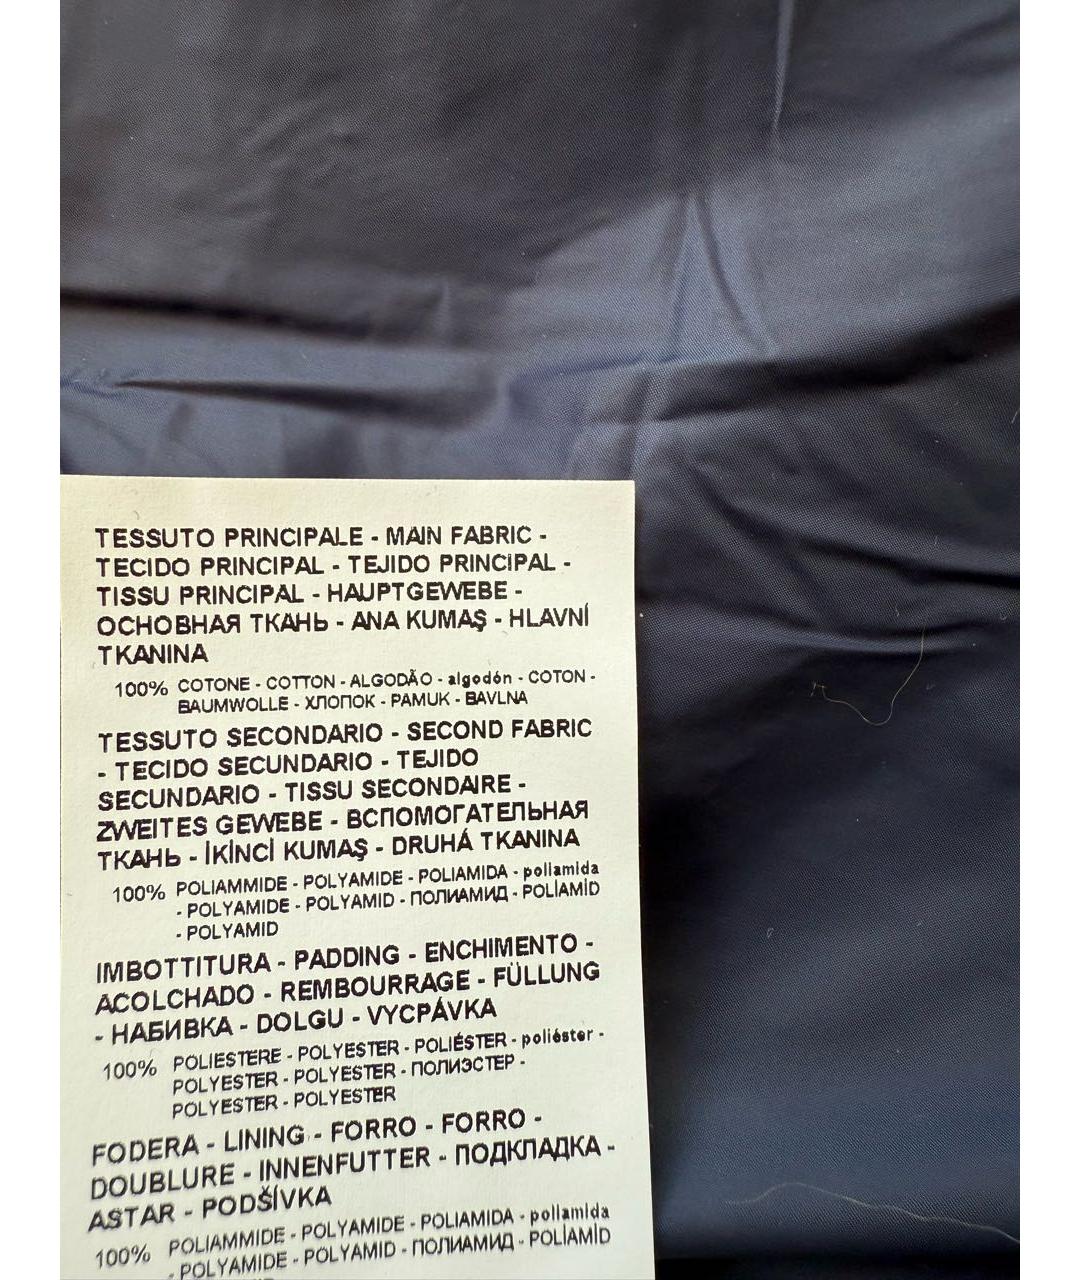 TESSUTO PRINCIPALE - MAIN FABRIC -
TECIDO PRINCIPAL - TEJIDO PRINCIPAL -
TISSU PRINCIPAL - HAUPTGEWEBE -
ОСНОВНАЯ ТКАНЬ - ANA KUMAŞ - HLAVNÍ
TKANINA
100% COTONE - COTTON - ALGODÃO - algodón - COTON -
BAUMWOLLE - ХЛОПОК - PAMUK - BAVLNA
TESSUTO SECONDARIO - SECOND FABRIC
- TECIDO SECUNDARIO - TEJIDO
SECUNDARIO - TISSU SECONDAIRE -
ZWEITES GEWEBE - ВСПОМОГАТЕЛЬНАЯ
ТКАНЬ - İKİNCİ KUMAŞ - DRUHÁ TKANINA
100% POLIAMMIDE - POLYAMIDE - POLIAMIDA - poliamida
- POLYAMIDE - POLYAMID - ПОЛИАМИД - POLİAMİD
- POLYAMID
IMBOTTITURA - PADDING - ENCHIMENTO -
ACOLCHADO - REMBOURRAGE - FÜLLUNG
- НАБИВКА - DOLGU - VYCPÁVKA
100% POLIESTERE - POLYESTER - POLIÉSTER - poliéster -
POLYESTER - POLYESTER - ПОЛИЭСТЕР -
POLYESTER - POLYESTER
FODERA - LINING - FORRO - FORRO -
DOUBLURE - INNENFUTTER - ПОДКЛАДКА -
ASTAR - PODŠÍVKA
100% POLIAMMIDE - POLYAMIDE - POLIAMIDA - poliamida
- POLYAMIDE - POLYAMID - ПОЛИАМИД - POLİAMİD